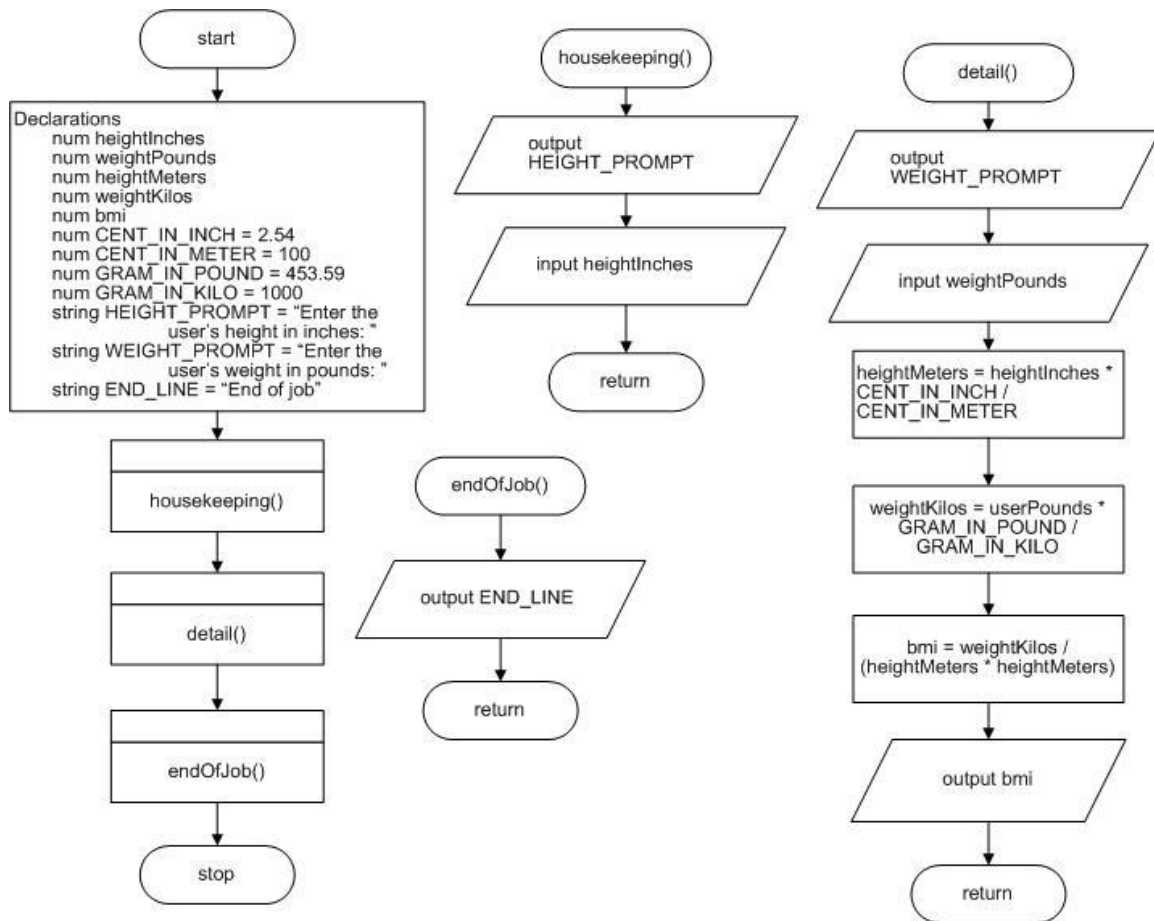 start
Declarations
num heightInches
num weightPounds
num heightMeters
num weightKilos
num bmi
num CENT_IN_INCH = 2.54
num CENT_IN_METER = 100
num GRAM_IN_POUND = 453.59
num GRAM_IN_KILO = 1000
string HEIGHT_PROMPT = “Enter the
user’s height in inches: ”
string WEIGHT_PROMPT = “Enter the
user’s weight in pounds: ”
string END_LINE = “End of job”
housekeeping()
detail()
endOfJob()
stop
housekeeping()
output
HEIGHT_PROMPT
input heightInches
return
endOfJob()
output END_LINE
return
detail()
output
WEIGHT_PROMPT
input weightPounds
heightMeters = heightInches *
CENT_IN_INCH /
CENT_IN_METER
weightKilos = userPounds *
GRAM_IN_POUND /
GRAM_IN_KILO
bmi = weightKilos /
(heightMeters * heightMeters)
output bmi
return